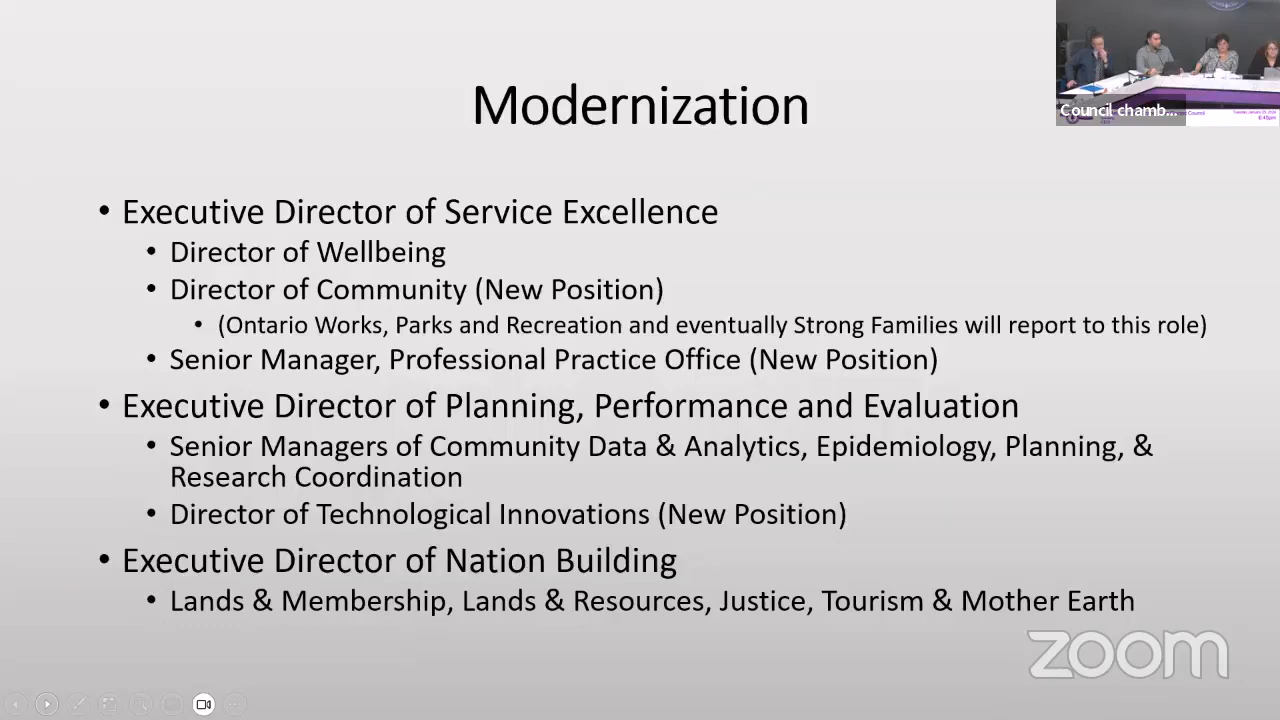 Modernization
Council chamb...
• Executive Director of Service Excellence
• Director of Wellbeing
• Director of Community (New Position)
• (Ontario Works, Parks and Recreation and eventually Strong Families will report to this role)
• Senior Manager, Professional Practice Office (New Position)
• Executive Director of Planning, Performance and Evaluation
• Senior Managers of Community Data & Analytics, Epidemiology, Planning, &
Research Coordination
• Director of Technological Innovations (New Position)
• Executive Director of Nation Building
• Lands & Membership, Lands & Resources, Justice, Tourism & Mother Earth
zoom